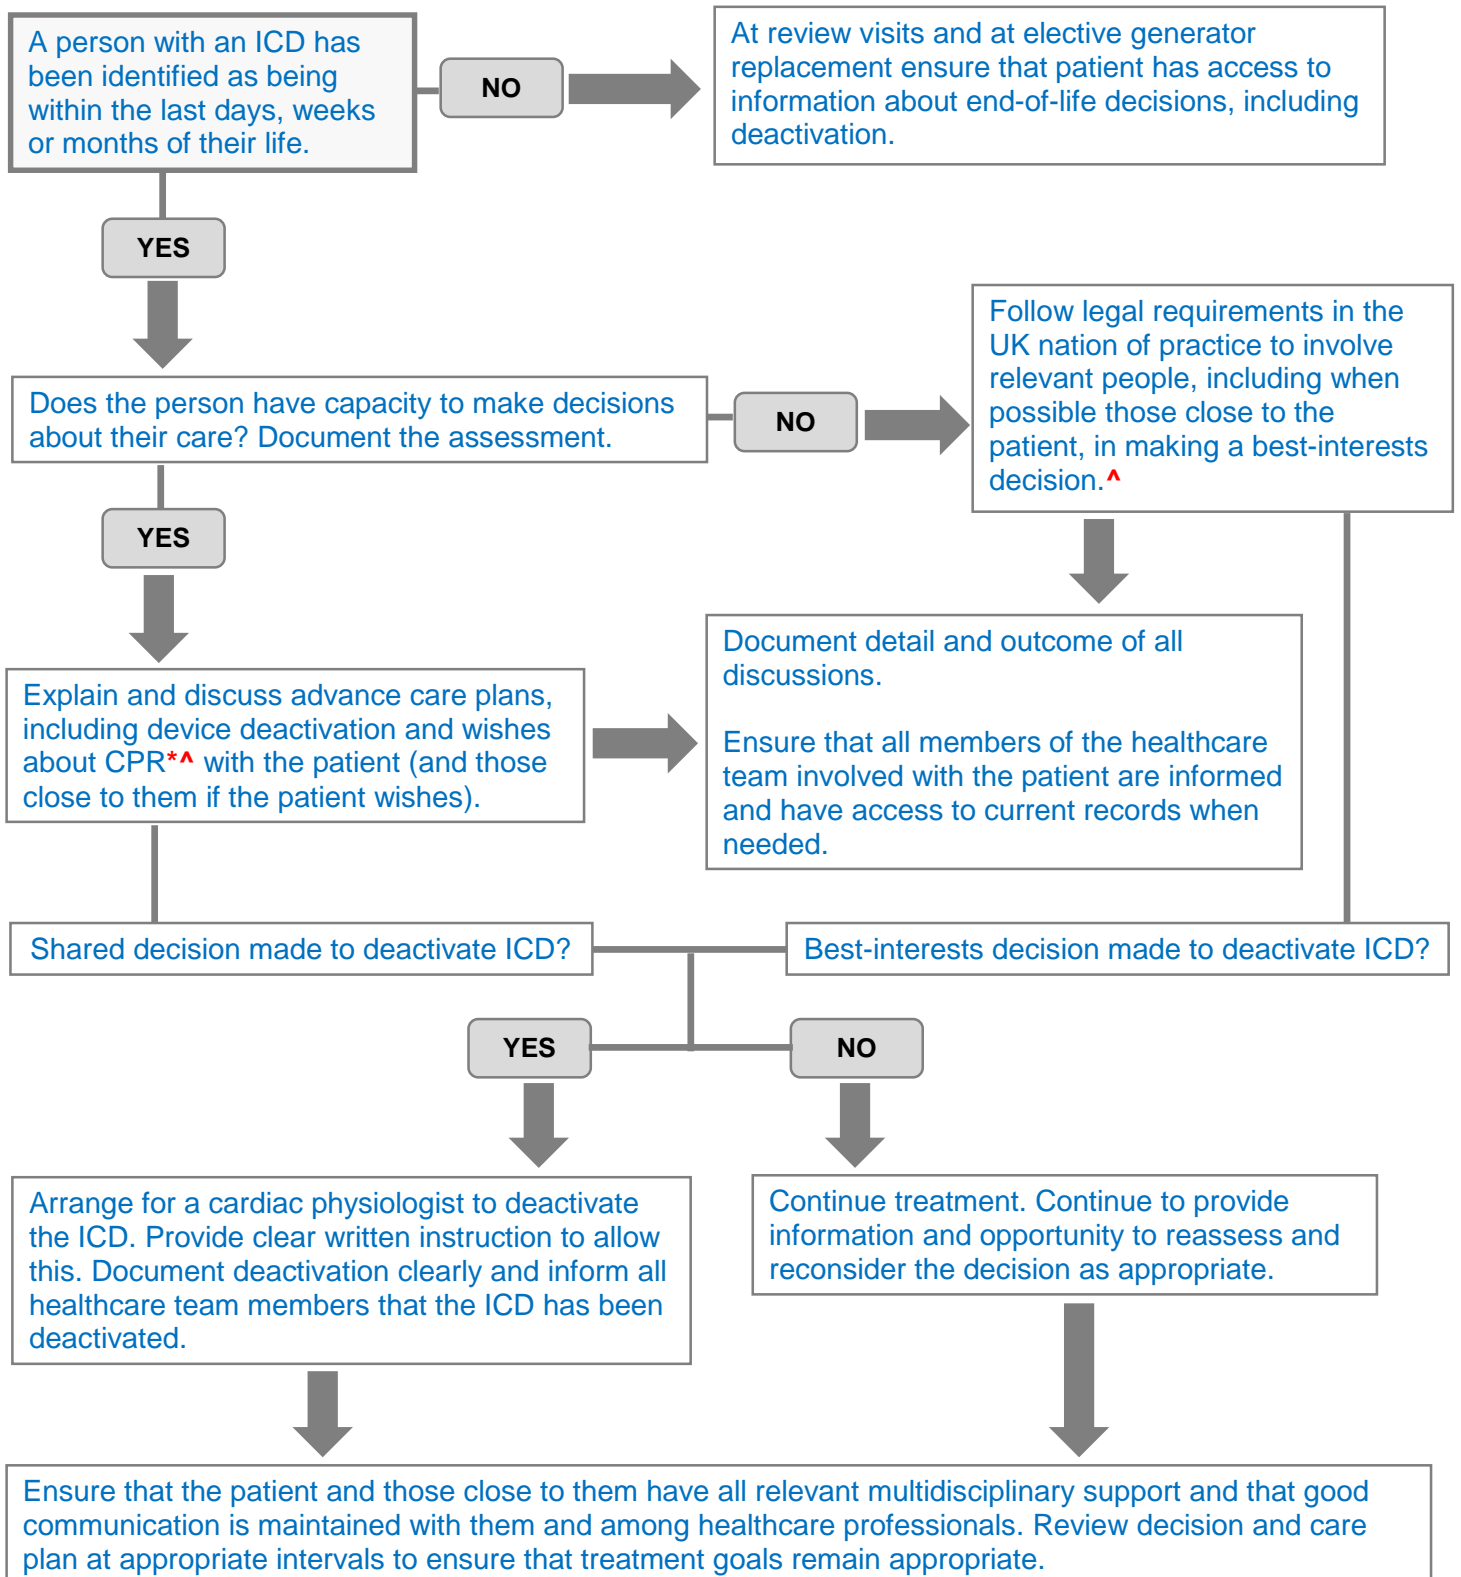 A person with an ICD has
been identified as being
within the last days, weeks
or months of their life.
NO
At review visits and at elective generator
replacement ensure that patient has access to
information about end-of-life decisions, including
deactivation.
YES
Does the person have capacity to make decisions
about their care? Document the assessment.
NO
Follow legal requirements in the
UK nation of practice to involve
relevant people, including when
possible those close to the
patient, in making a best-interests
decision.^
YES
Explain and discuss advance care plans,
including device deactivation and wishes
about CPR*^ with the patient (and those
close to them if the patient wishes).
Document detail and outcome of all
discussions.
Ensure that all members of the healthcare
team involved with the patient are informed
and have access to current records when
needed.
Shared decision made to deactivate ICD?
Best-interests decision made to deactivate ICD?
YES
NO
Arrange for a cardiac physiologist to deactivate
the ICD. Provide clear written instruction to allow
this. Document deactivation clearly and inform all
healthcare team members that the ICD has been
deactivated.
Continue treatment. Continue to provide
information and opportunity to reassess and
reconsider the decision as appropriate.
Ensure that the patient and those close to them have all relevant multidisciplinary support and that good
communication is maintained with them and among healthcare professionals. Review decision and care
plan at appropriate intervals to ensure that treatment goals remain appropriate.